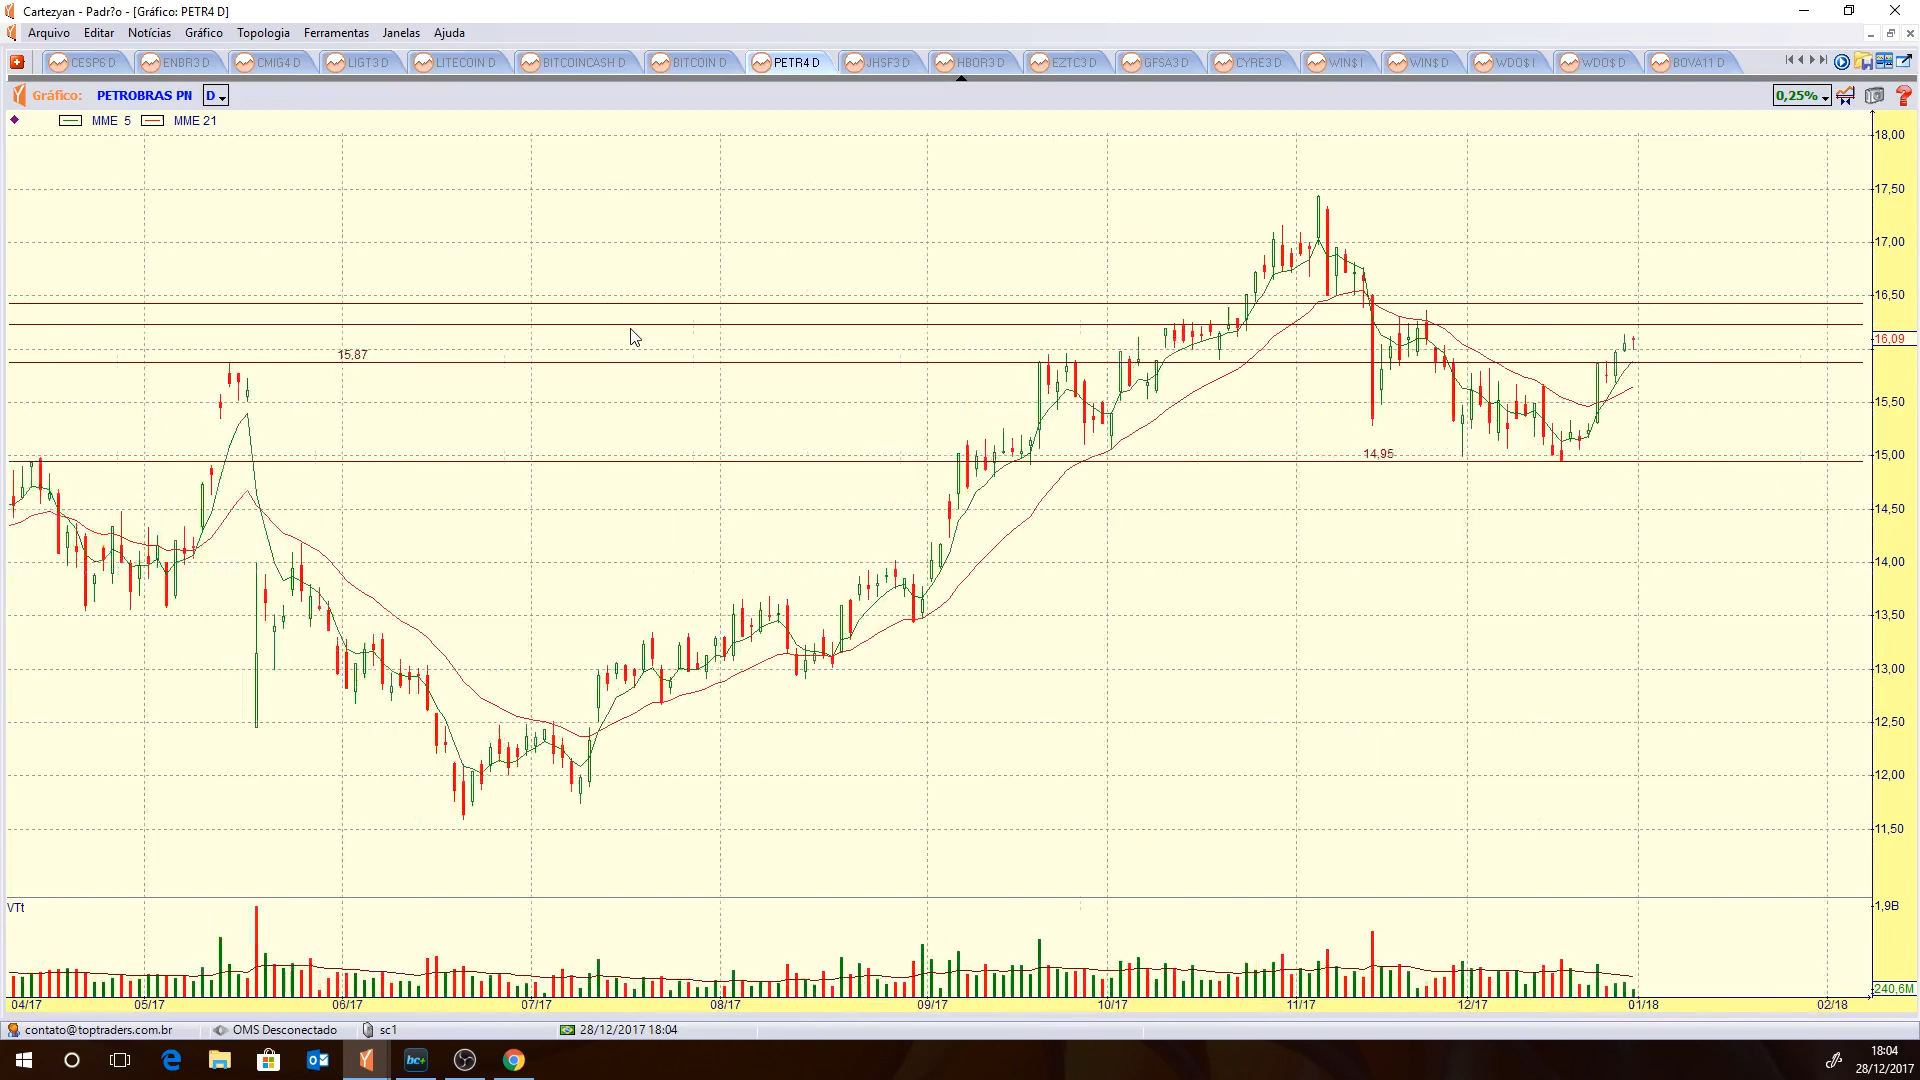 Cartezyan - Padr?o - [Gráfico: PETR4 D]
Arquivo Editar Notícias Gráfico Topologia Ferramentas Janelas Ajuda
CESP6 D ENBR3 D CMIG4 D LIGT3 D LITECOIN D BITCOINCASH D BITCOIN D PETR4 D JHSF3 D HBOR3 D EZTC3 D GFSA3 D CYRE3 D WIN$ I WIN$ D WDO$ I WDO$ D BOVA11 D
Gráfico: PETROBRAS PN D 0,25%
MME 5 MME 21
18,00
17,50
17,00
16,50
16,09
15,87
15,50
14,95
15,00
14,50
14,00
13,50
13,00
12,50
12,00
11,50
VTt
1,9B
240,6M
04/17 05/17 06/17 07/17 08/17 09/17 10/17 11/17 12/17 01/18 02/18
contato@toptraders.com.br OMS Desconectado sc1 28/12/2017 18:04
bc+
18:04
28/12/2017